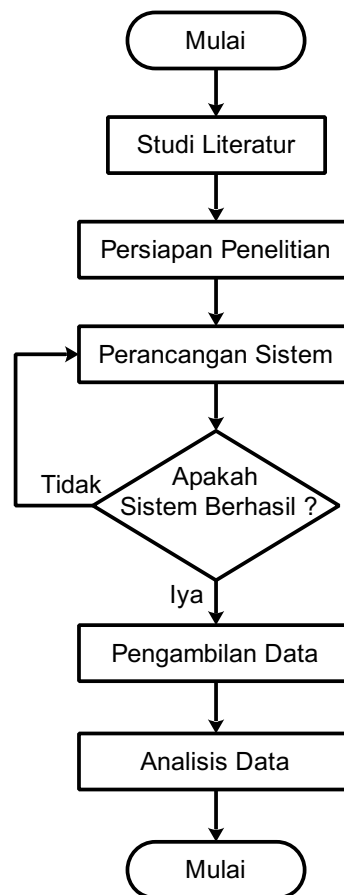 Mulai
Studi Literatur
Persiapan Penelitian
Perancangan Sistem
Apakah
Sistem Berhasil ?
Tidak
Iya
Pengambilan Data
Analisis Data
Mulai